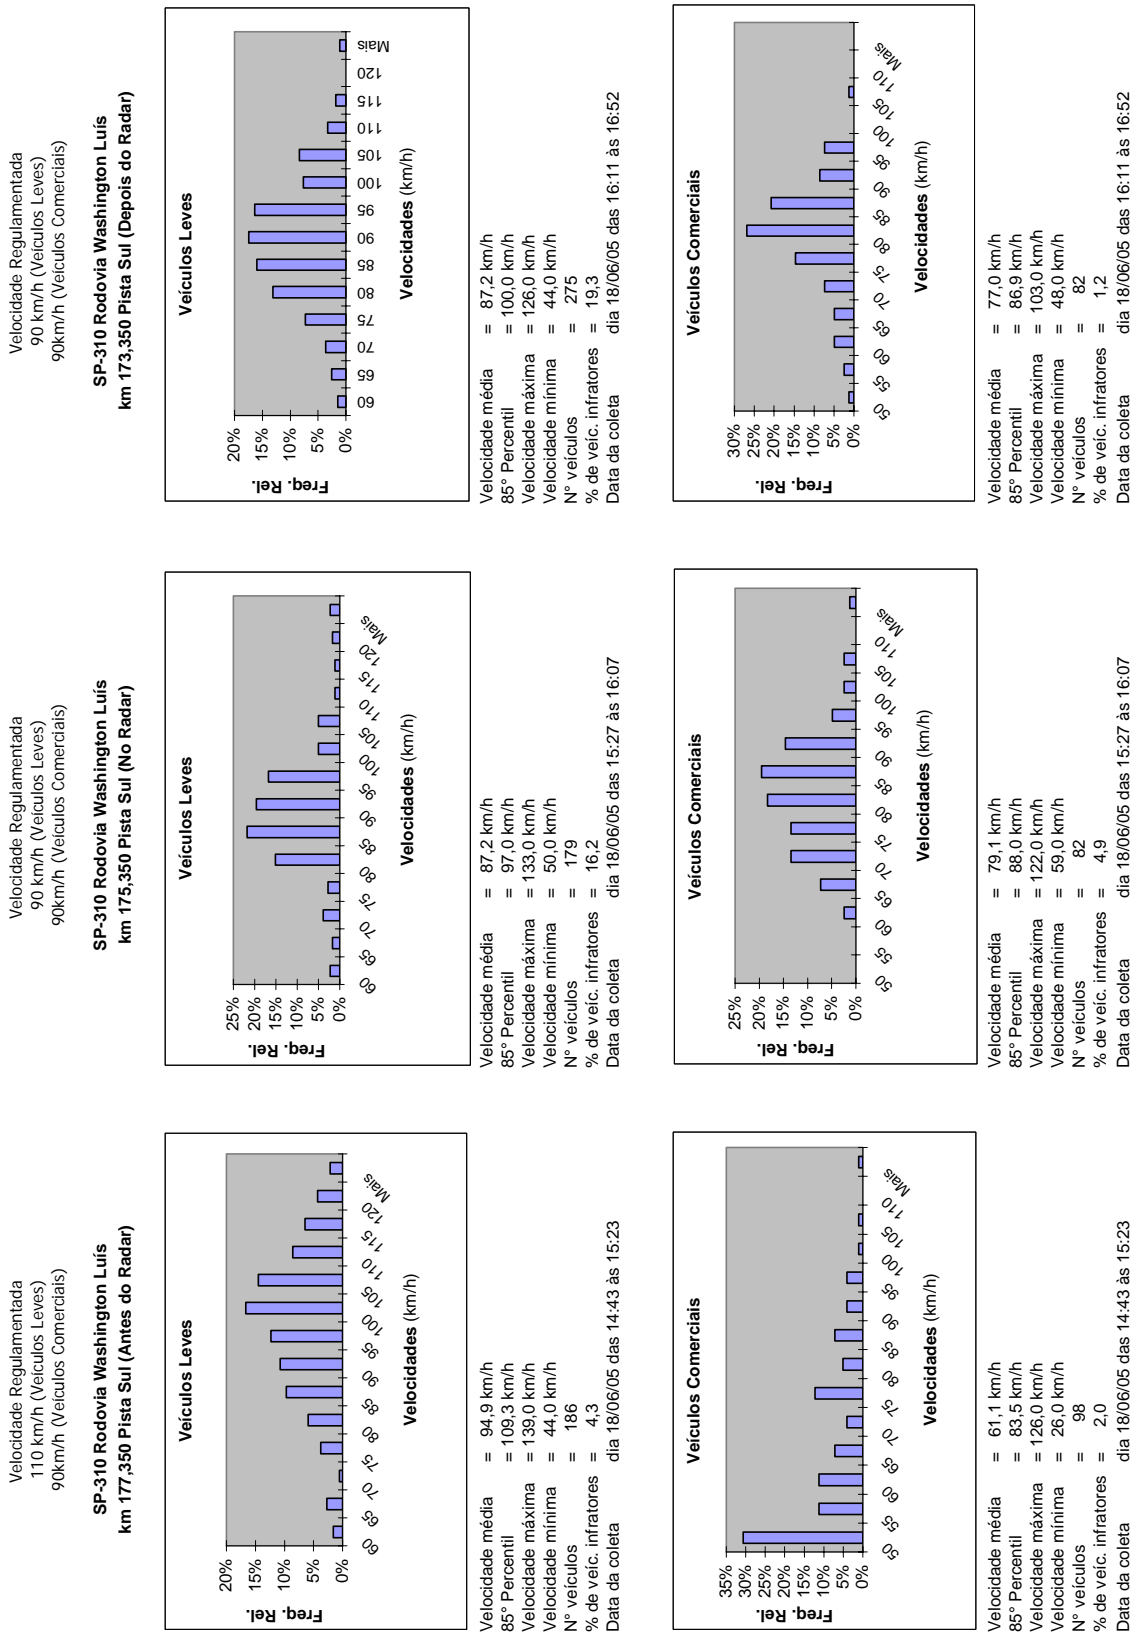 Velocidade Regulamentada
110 km/h (Veículos Leves)
90km/h (Veículos Comerciais)
SP-310 Rodovia Washington Luís
km 177,350 Pista Sul (Antes do Radar)
Veículos Leves
Freq. Rel.
20%
15%
10%
5%
0%
60 65 70 75 80 85 90 95 100 105 110 115 120 Mais
Velocidades (km/h)
Velocidade média = 94,9 km/h
85° Percentil = 109,3 km/h
Velocidade máxima = 139,0 km/h
Velocidade mínima = 44,0 km/h
N° veículos = 186
% de veíc. infratores = 4,3
Data da coleta dia 18/06/05 das 14:43 às 15:23
Veículos Comerciais
Freq. Rel.
35%
30%
25%
20%
15%
10%
5%
0%
50 55 60 65 70 75 80 85 90 95 100 105 110 Mais
Velocidades (km/h)
Velocidade média = 61,1 km/h
85° Percentil = 83,5 km/h
Velocidade máxima = 126,0 km/h
Velocidade mínima = 26,0 km/h
N° veículos = 98
% de veíc. infratores = 2,0
Data da coleta dia 18/06/05 das 14:43 às 15:23
Velocidade Regulamentada
90 km/h (Veículos Leves)
90km/h (Veículos Comerciais)
SP-310 Rodovia Washington Luís
km 175,350 Pista Sul (No Radar)
Veículos Leves
Freq. Rel.
25%
20%
15%
10%
5%
0%
60 65 70 75 80 85 90 95 100 105 110 115 120 Mais
Velocidades (km/h)
Velocidade média = 87,2 km/h
85° Percentil = 97,0 km/h
Velocidade máxima = 133,0 km/h
Velocidade mínima = 50,0 km/h
N° veículos = 179
% de veíc. infratores = 16,2
Data da coleta dia 18/06/05 das 15:27 às 16:07
Veículos Comerciais
Freq. Rel.
25%
20%
15%
10%
5%
0%
50 55 60 65 70 75 80 85 90 95 100 105 110 Mais
Velocidades (km/h)
Velocidade média = 79,1 km/h
85° Percentil = 88,0 km/h
Velocidade máxima = 122,0 km/h
Velocidade mínima = 59,0 km/h
N° veículos = 82
% de veíc. infratores = 4,9
Data da coleta dia 18/06/05 das 15:27 às 16:07
Velocidade Regulamentada
90 km/h (Veículos Leves)
90km/h (Veículos Comerciais)
SP-310 Rodovia Washington Luís
km 173,350 Pista Sul (Depois do Radar)
Veículos Leves
Freq. Rel.
20%
15%
10%
5%
0%
60 65 70 75 80 85 90 95 100 105 110 115 120 Mais
Velocidades (km/h)
Velocidade média = 87,2 km/h
85° Percentil = 100,0 km/h
Velocidade máxima = 126,0 km/h
Velocidade mínima = 44,0 km/h
N° veículos = 275
% de veíc. infratores = 19,3
Data da coleta dia 18/06/05 das 16:11 às 16:52
Veículos Comerciais
Freq. Rel.
30%
25%
20%
15%
10%
5%
0%
50 55 60 65 70 75 80 85 90 95 100 105 110 Mais
Velocidades (km/h)
Velocidade média = 77,0 km/h
85° Percentil = 86,9 km/h
Velocidade máxima = 103,0 km/h
Velocidade mínima = 48,0 km/h
N° veículos = 82
% de veíc. infratores = 1,2
Data da coleta dia 18/06/05 das 16:11 às 16:52